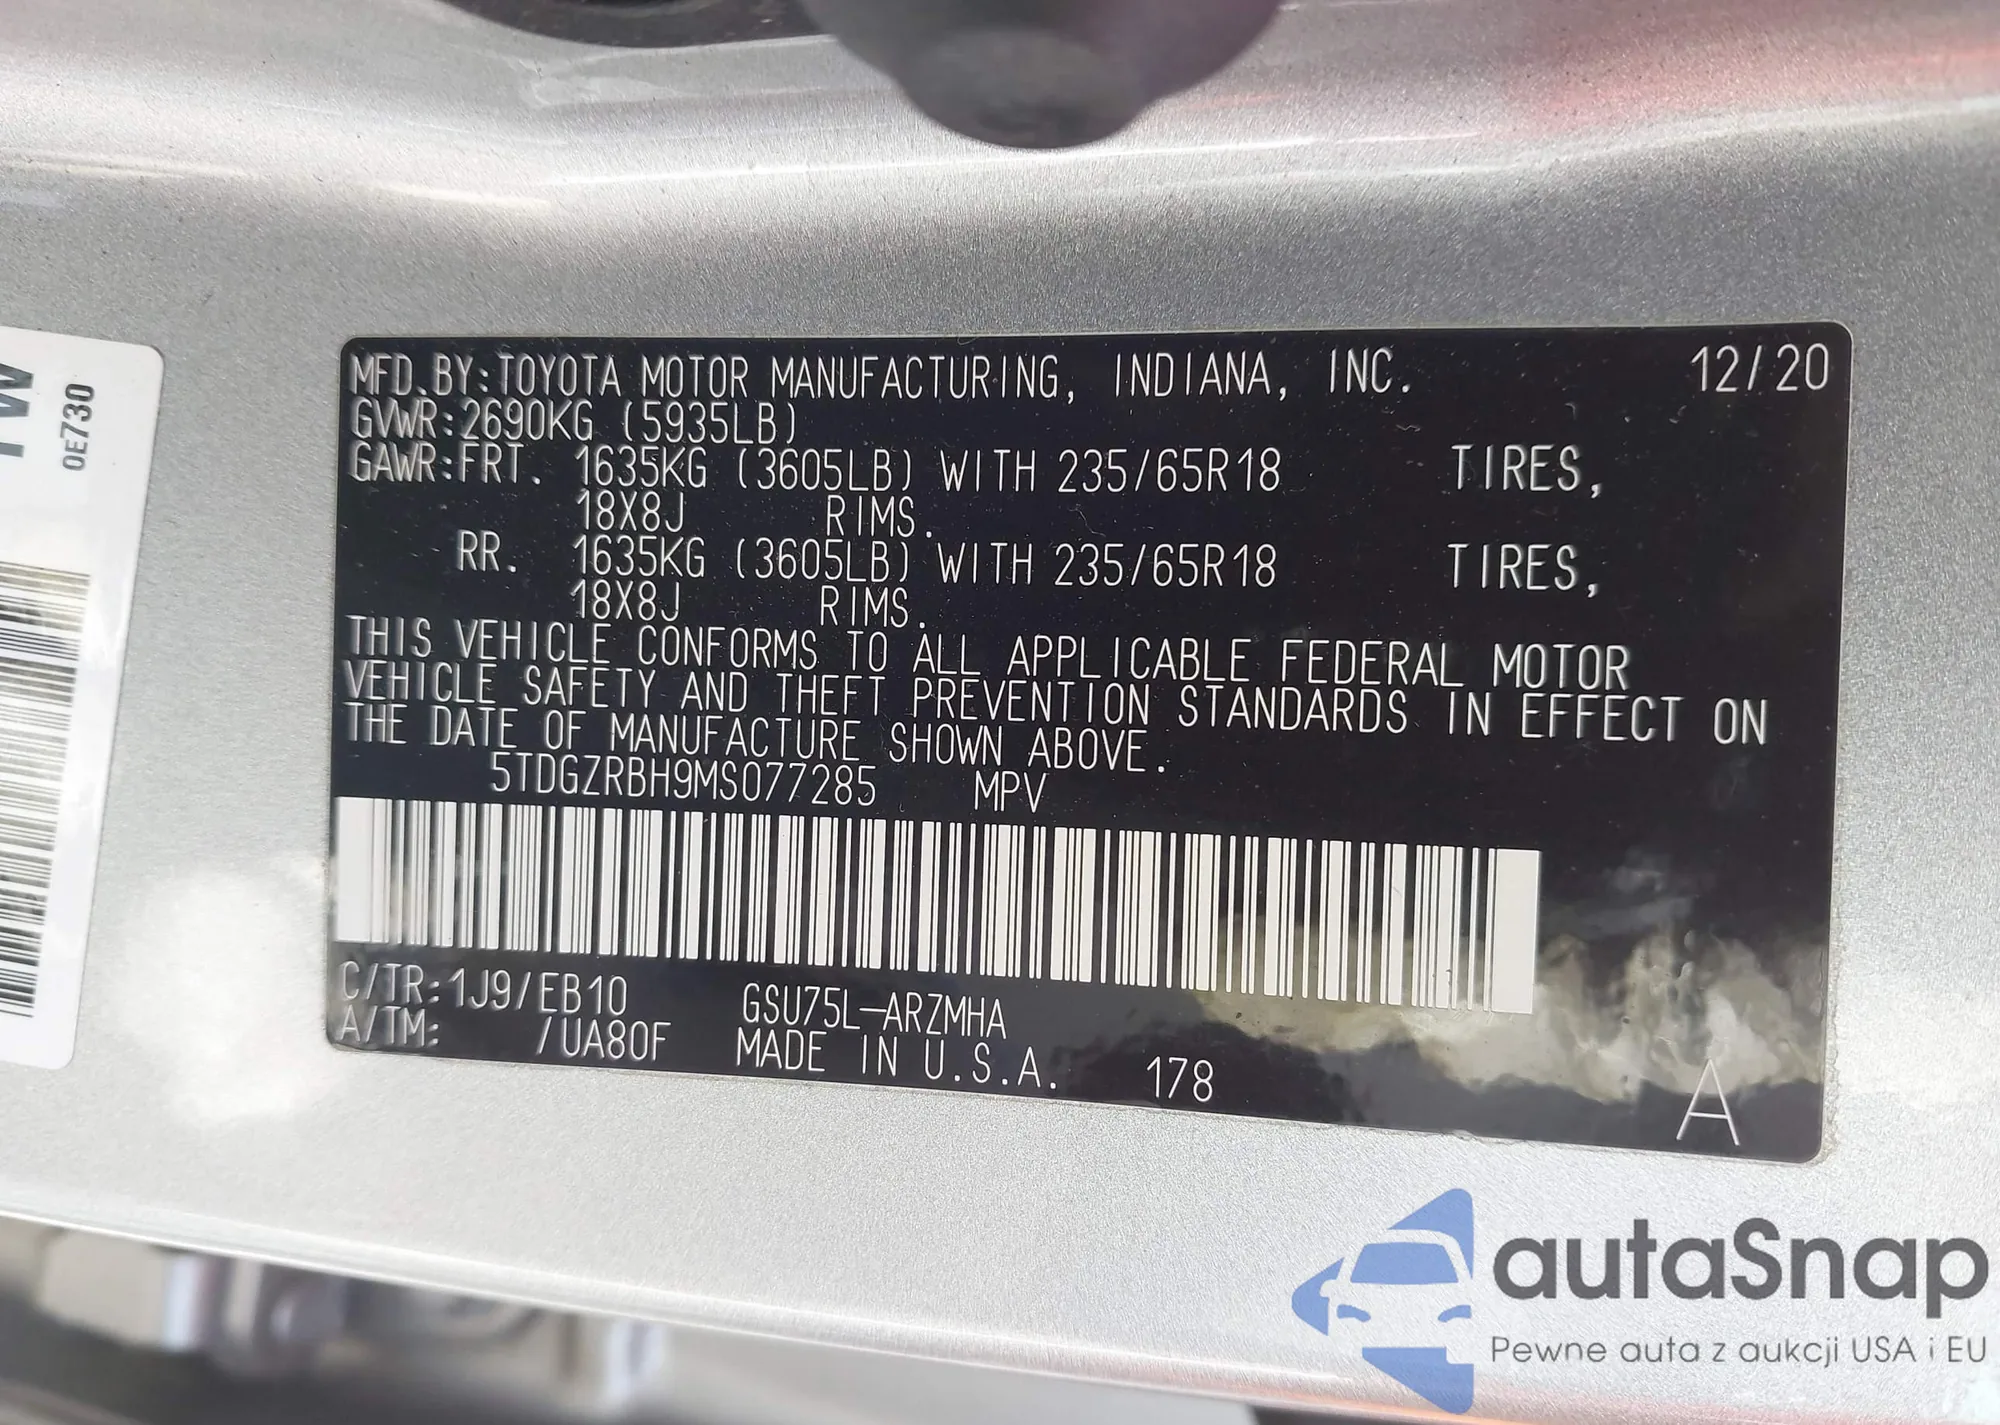 MFD.BY:TOYOTA MOTOR MANUFACTURING, INDIANA, INC. 12/20
GVWR:2690KG (5935LB)
GAWR:FRT. 1635KG (3605LB) WITH 235/65R18 TIRES,
18X8J RIMS.
RR. 1635KG (3605LB) WITH 235/65R18 TIRES,
18X8J RIMS.
THIS VEHICLE CONFORMS TO ALL APPLICABLE FEDERAL MOTOR
VEHICLE SAFETY AND THEFT PREVENTION STANDARDS IN EFFECT ON
THE DATE OF MANUFACTURE SHOWN ABOVE.
5TDGZRBH9MS077285 MPV
C/TR:1J9/EB10 GSU75L-ARZMHA
A/TM: /UA80F MADE IN U.S.A. 178 A
0E730
autaSnap
Pewne auta z aukcji USA i EU